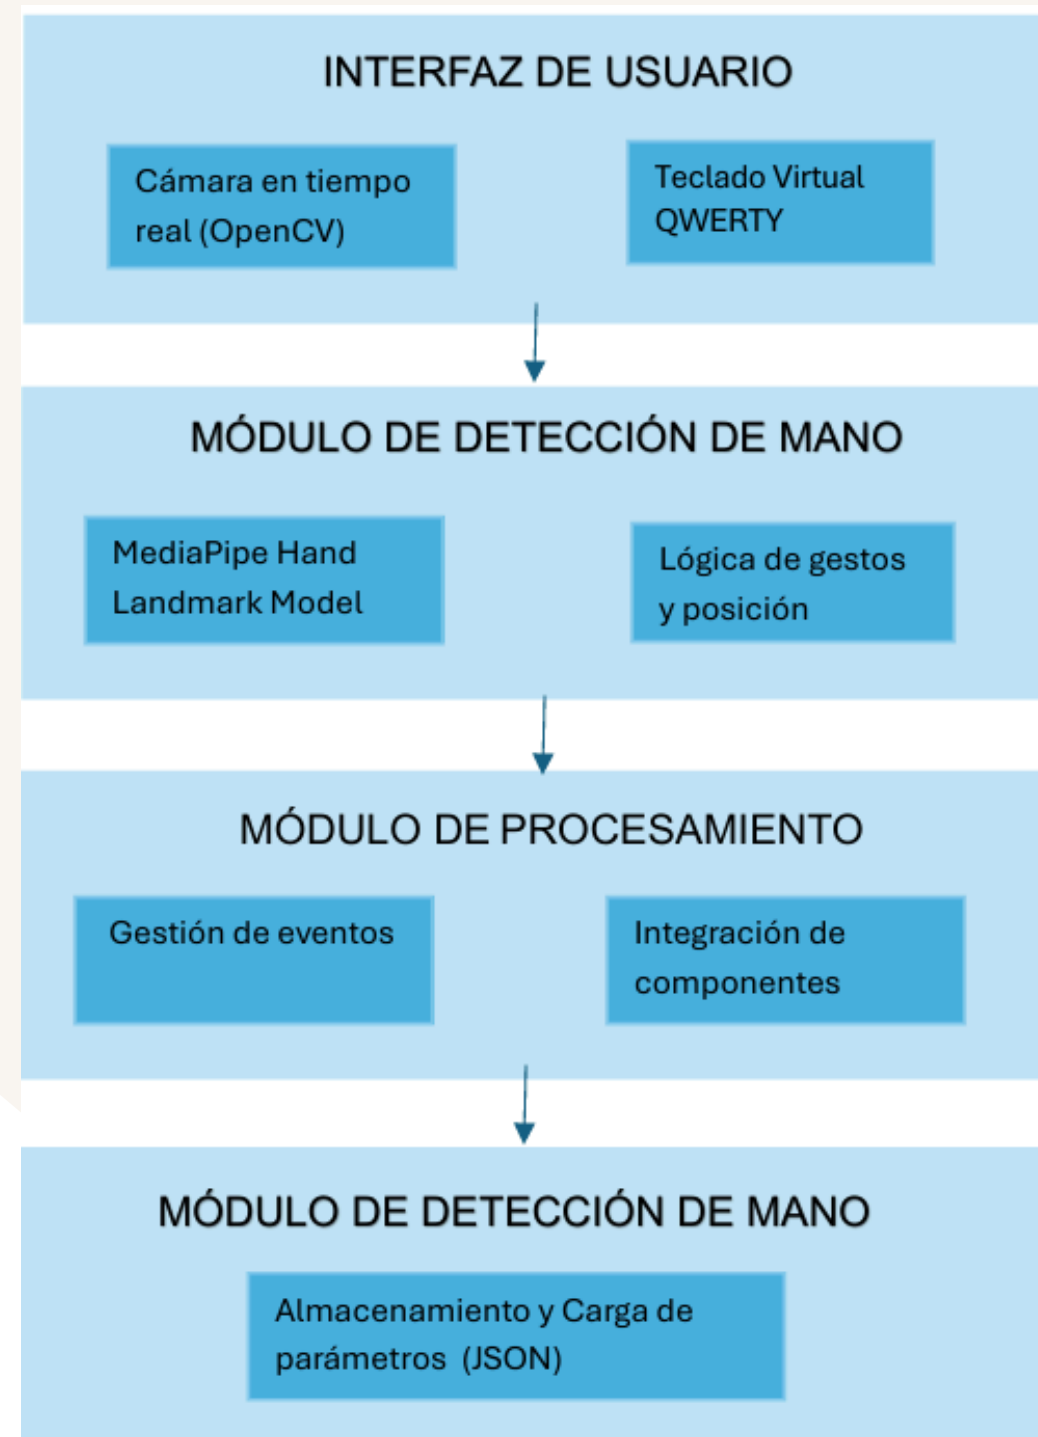 INTERFAZ DE USUARIO
Cámara en tiempo
real (OpenCV)
Teclado Virtual
QWERTY
MÓDULO DE DETECCIÓN DE MANO
MediaPipe Hand
Landmark Model
Lógica de gestos
y posición
MÓDULO DE PROCESAMIENTO
Gestión de eventos
Integración de
componentes
MÓDULO DE DETECCIÓN DE MANO
Almacenamiento y Carga de
parámetros (JSON)